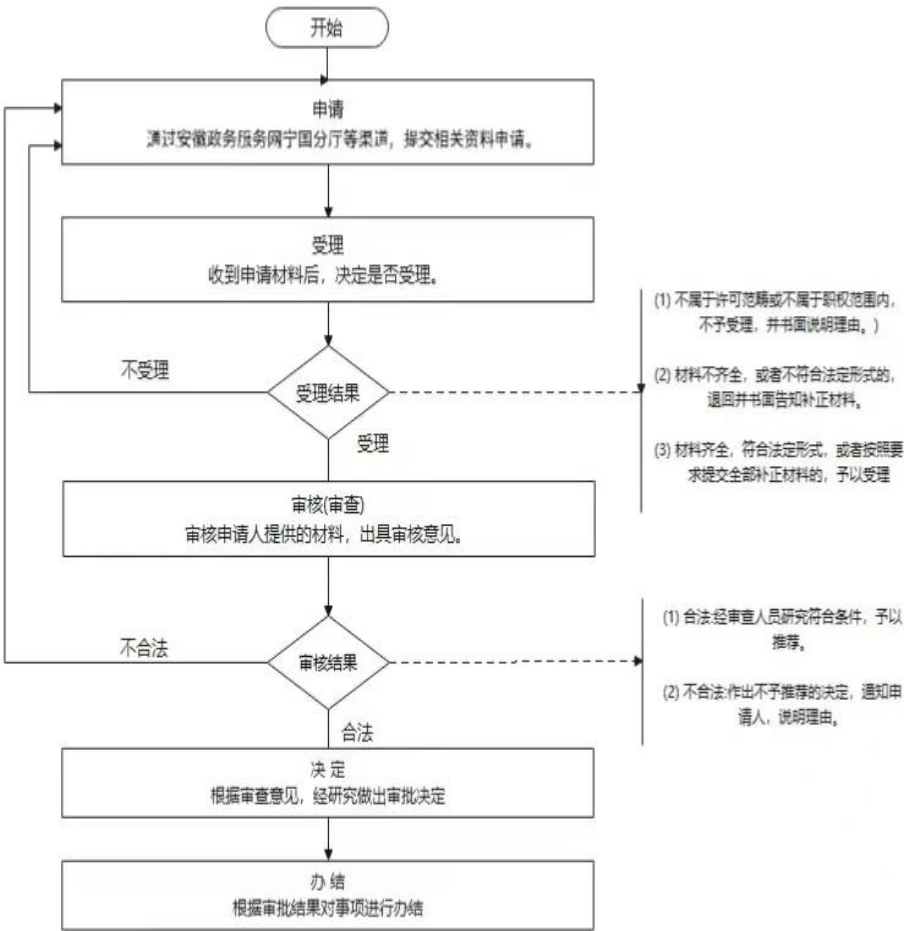 开始
申请
通过安徽政务服务网宁国分厅等渠道，提交相关资料申请。
受理
收到申请材料后，决定是否受理。
(1) 不属于许可范畴或不属于职权范围内，
不予受理，并书面说明理由。)
不受理
受理结果
(2) 材料不齐全，或者不符合法定形式的，
退回并书面告知补正材料。
受理
(3) 材料齐全，符合法定形式，或者按照要
求提交全部补正材料的，予以受理
审核(审查)
审核申请人提供的材料，出具审核意见。
(1) 合法:经审查人员研究符合条件，予以
推荐。
不合法
审核结果
(2) 不合法:作出不予推荐的决定，通知申
请人，说明理由。
合法
决 定
根据审查意见，经研究做出审批决定
办 结
根据审批结果对事项进行办结